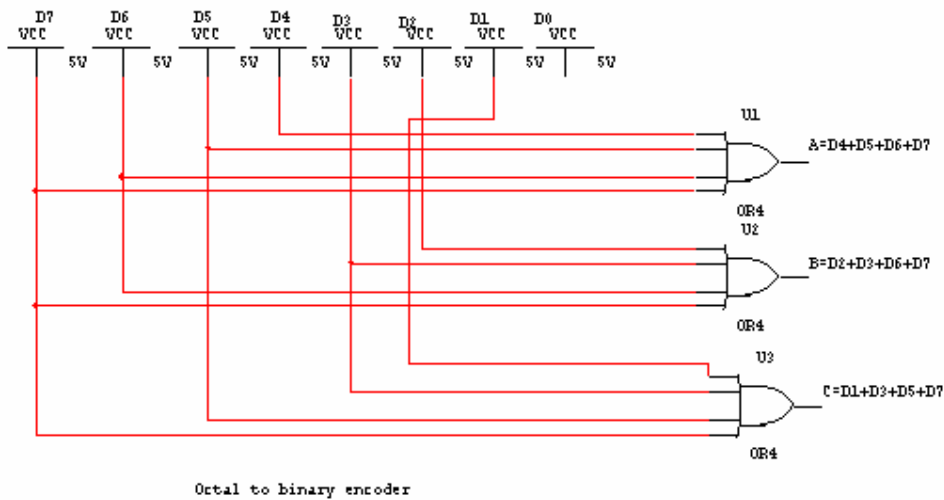 D7 D6 D5 D4 D3 D2 D1 D0
VCC VCC VCC VCC VCC VCC VCC VCC
5V 5V 5V 5V 5V 5V 5V 5V
U1
A=D4+D5+D6+D7
OR4
U2
B=D2+D3+D6+D7
OR4
U3
C=D1+D3+D5+D7
OR4
Octal to binary encoder